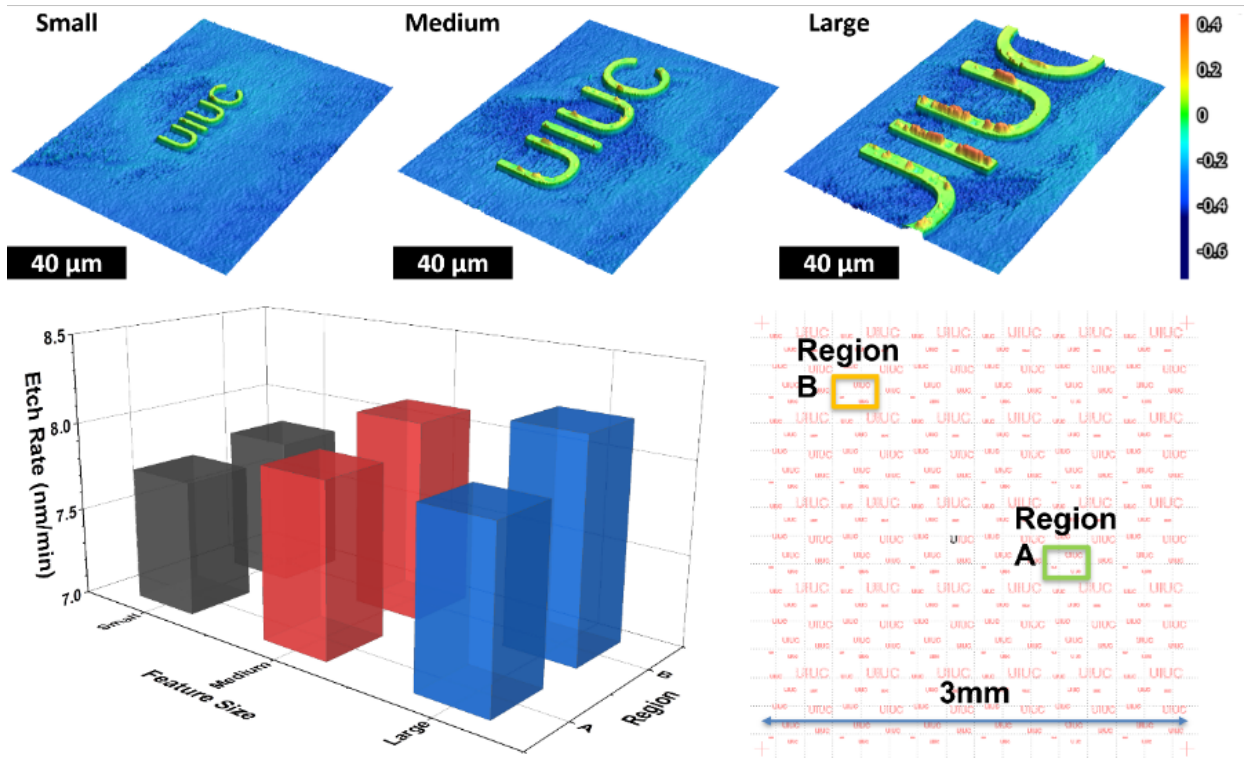 Small
Medium
Large
0.4
0.2
0
-0.2
-0.4
-0.6
40 µm
40 µm
40 µm
8.5
8.0
7.5
7.0
Etch Rate (nm/min)
Small
Medium
Large
Feature Size
A
B
Region
UIUC
UIUC
UIUC
Region
B
Region
A
3mm